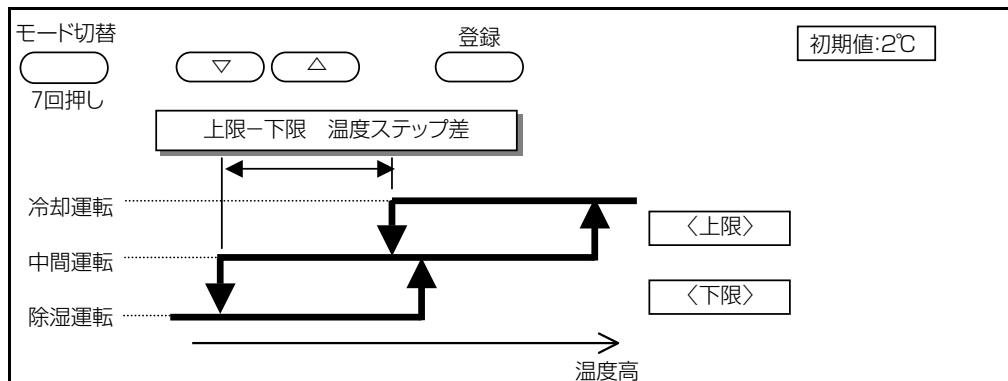 モード切替
登録
初期値:2℃
▽
△
7回押し
上限−下限 温度ステップ差
冷却運転
〈上限〉
中間運転
〈下限〉
除湿運転
温度高